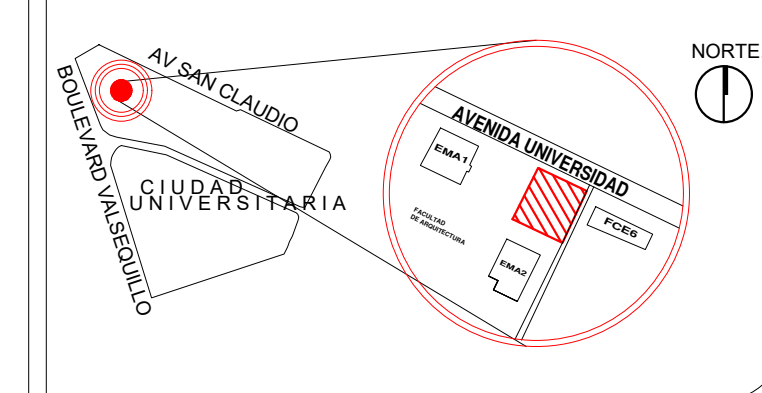 NORTE
AV SAN CLAUDIO
BOULEVARD VALSEQUILLO
CIUDAD
UNIVERSITARIA
AVENIDA UNIVERSIDAD
EMA1
FACULTAD
DE ARQUITECTURA
FCE6
EMA2